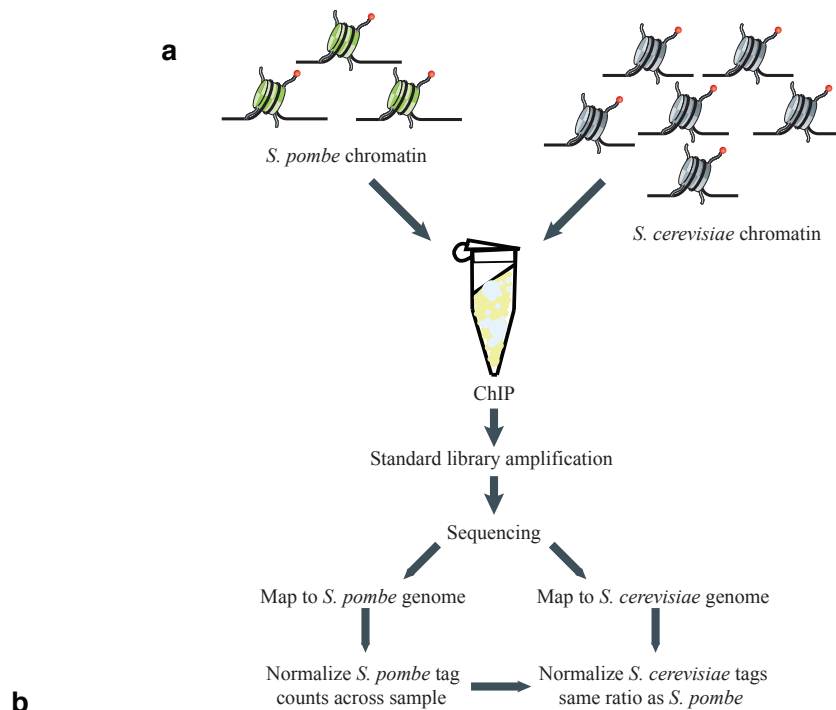 a
S. pombe chromatin
S. cerevisiae chromatin
ChIP
Standard library amplification
Sequencing
Map to S. pombe genome
Map to S. cerevisiae genome
Normalize S. pombe tag
counts across sample
Normalize S. cerevisiae tags
same ratio as S. pombe
b